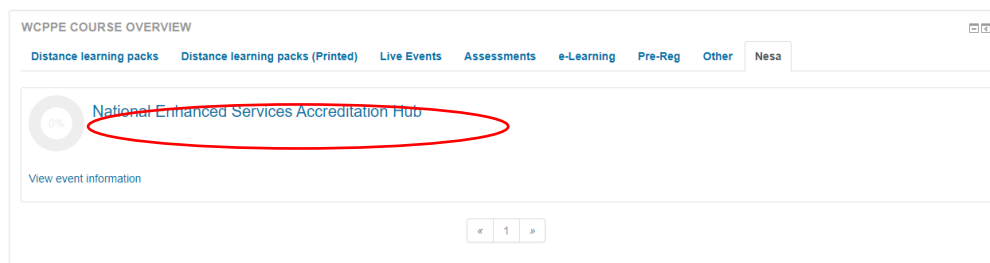 WCPPE COURSE OVERVIEW
Distance learning packs Distance learning packs (Printed) Live Events Assessments e-Learning Pre-Reg Other Nesa
National Enhanced Services Accreditation Hub
0%
View event information
« 1 »